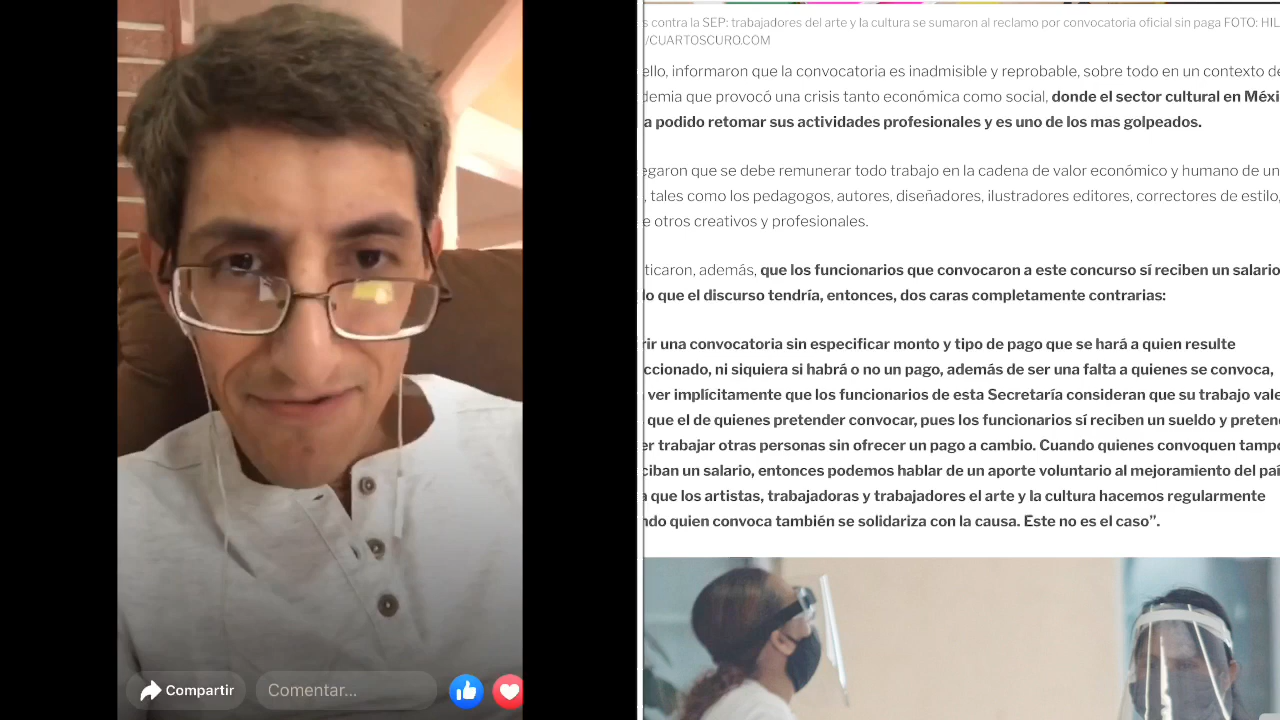 s contra la SEP: trabajadores del arte y la cultura se sumaron al reclamo por convocatoria oficial sin paga FOTO: HIL
/CUARTOSCURO.COM
ello, informaron que la convocatoria es inadmisible y reprobable, sobre todo en un contexto de
demia que provocó una crisis tanto económica como social, donde el sector cultural en Méxi
a podido retomar sus actividades profesionales y es uno de los mas golpeados.
egaron que se debe remunerar todo trabajo en la cadena de valor económico y humano de un
, tales como los pedagogos, autores, diseñadores, ilustradores editores, correctores de estilo,
e otros creativos y profesionales.
ticaron, además, que los funcionarios que convocaron a este concurso sí reciben un salario
lo que el discurso tendría, entonces, dos caras completamente contrarias:
rir una convocatoria sin especificar monto y tipo de pago que se hará a quien resulte
ccionado, ni siquiera si habrá o no un pago, además de ser una falta a quienes se convoca,
ver implícitamente que los funcionarios de esta Secretaría consideran que su trabajo vale
que el de quienes pretender convocar, pues los funcionarios sí reciben un sueldo y pretend
er trabajar otras personas sin ofrecer un pago a cambio. Cuando quienes convoquen tampo
ciban un salario, entonces podemos hablar de un aporte voluntario al mejoramiento del paí
a que los artistas, trabajadoras y trabajadores el arte y la cultura hacemos regularmente
ndo quien convoca también se solidariza con la causa. Este no es el caso”.
Compartir
Comentar...